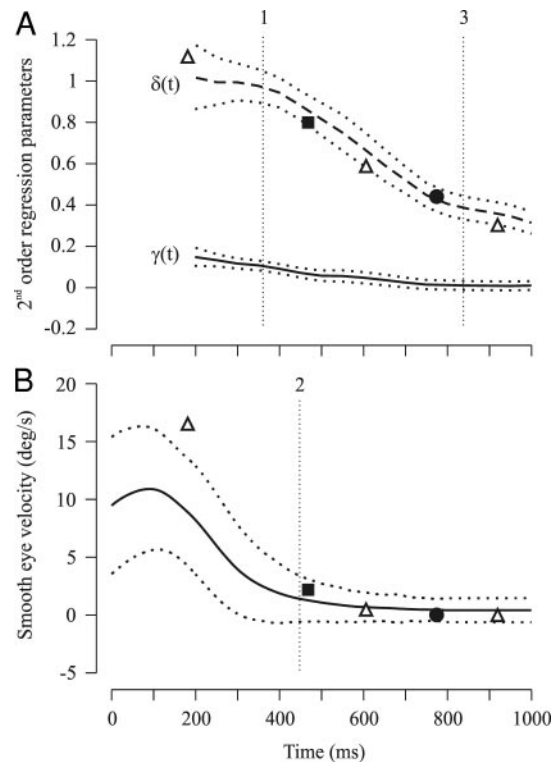 A
1
3
1.2
1
0.8
0.6
0.4
0.2
0
-0.2
2nd order regression parameters
δ(t)
γ(t)
B
2
20
15
10
5
0
-5
Smooth eye velocity (deg/s)
0 200 400 600 800 1000
Time (ms)